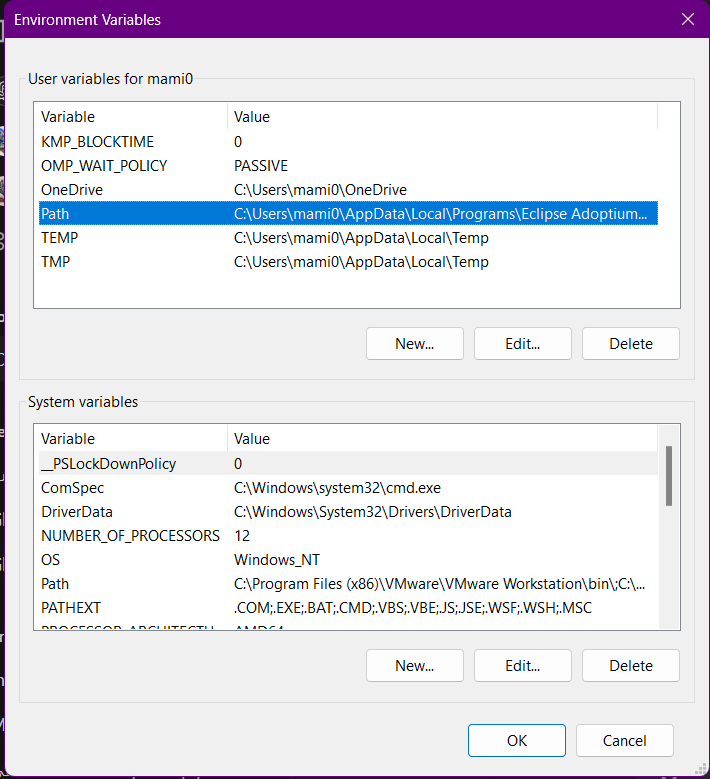 Environment Variables
User variables for mami0
Variable Value
KMP_BLOCKTIME 0
OMP_WAIT_POLICY PASSIVE
OneDrive C:\Users\mami0\OneDrive
Path C:\Users\mami0\AppData\Local\Programs\Eclipse Adoptium...
TEMP C:\Users\mami0\AppData\Local\Temp
TMP C:\Users\mami0\AppData\Local\Temp
New... Edit... Delete
System variables
Variable Value
__PSLockDownPolicy 0
ComSpec C:\Windows\system32\cmd.exe
DriverData C:\Windows\System32\Drivers\DriverData
NUMBER_OF_PROCESSORS 12
OS Windows_NT
Path C:\Program Files (x86)\VMware\VMware Workstation\bin\;C:\...
PATHEXT .COM;.EXE;.BAT;.CMD;.VBS;.VBE;.JS;.JSE;.WSF;.WSH;.MSC
New... Edit... Delete
OK Cancel